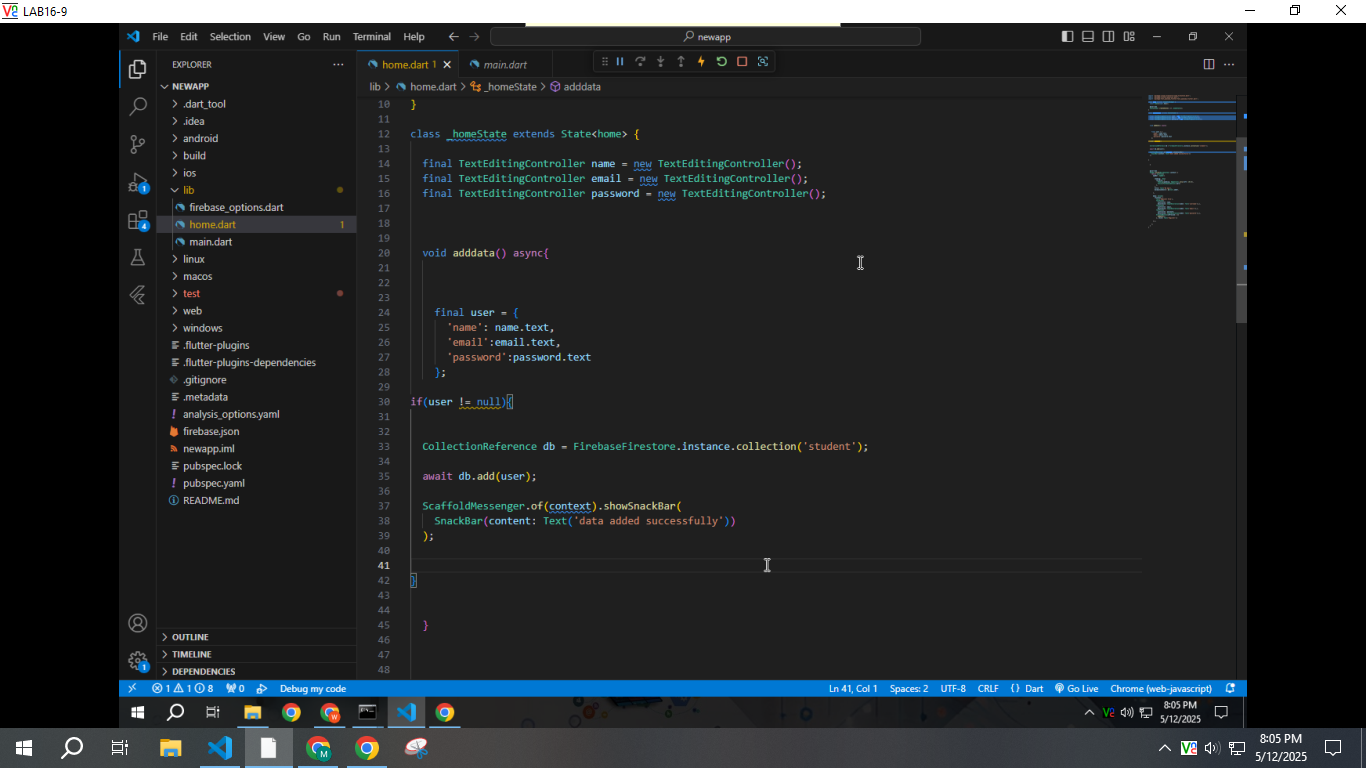 LAB16-9
File Edit Selection View Go Run Terminal Help
newapp
EXPLORER
home.dart 1
main.dart
NEWAPP
lib > home.dart > _homeState > adddata
.dart_tool
.idea
android
build
ios
lib
firebase_options.dart
home.dart 1
main.dart
linux
macos
test
web
windows
.flutter-plugins
.flutter-plugins-dependencies
.gitignore
.metadata
analysis_options.yaml
firebase.json
newapp.iml
pubspec.lock
pubspec.yaml
README.md
OUTLINE
TIMELINE
DEPENDENCIES
1
4
1
10 }
11
12 class _homeState extends State<home> {
13
14 final TextEditingController name = new TextEditingController();
15 final TextEditingController email = new TextEditingController();
16 final TextEditingController password = new TextEditingController();
17
18
19
20 void adddata() async{
21
22
23
24 final user = {
25 'name': name.text,
26 'email':email.text,
27 'password':password.text
28 };
29
30 if(user != null){
31
32
33 CollectionReference db = FirebaseFirestore.instance.collection('student');
34
35 await db.add(user);
36
37 ScaffoldMessenger.of(context).showSnackBar(
38 SnackBar(content: Text('data added successfully'))
39 );
40
41
42 }
43
44
45 }
46
47
48
1 1 8 0 Debug my code Ln 41, Col 1 Spaces: 2 UTF-8 CRLF {} Dart Go Live Chrome (web-javascript)
8:05 PM
5/12/2025
8:05 PM
5/12/2025